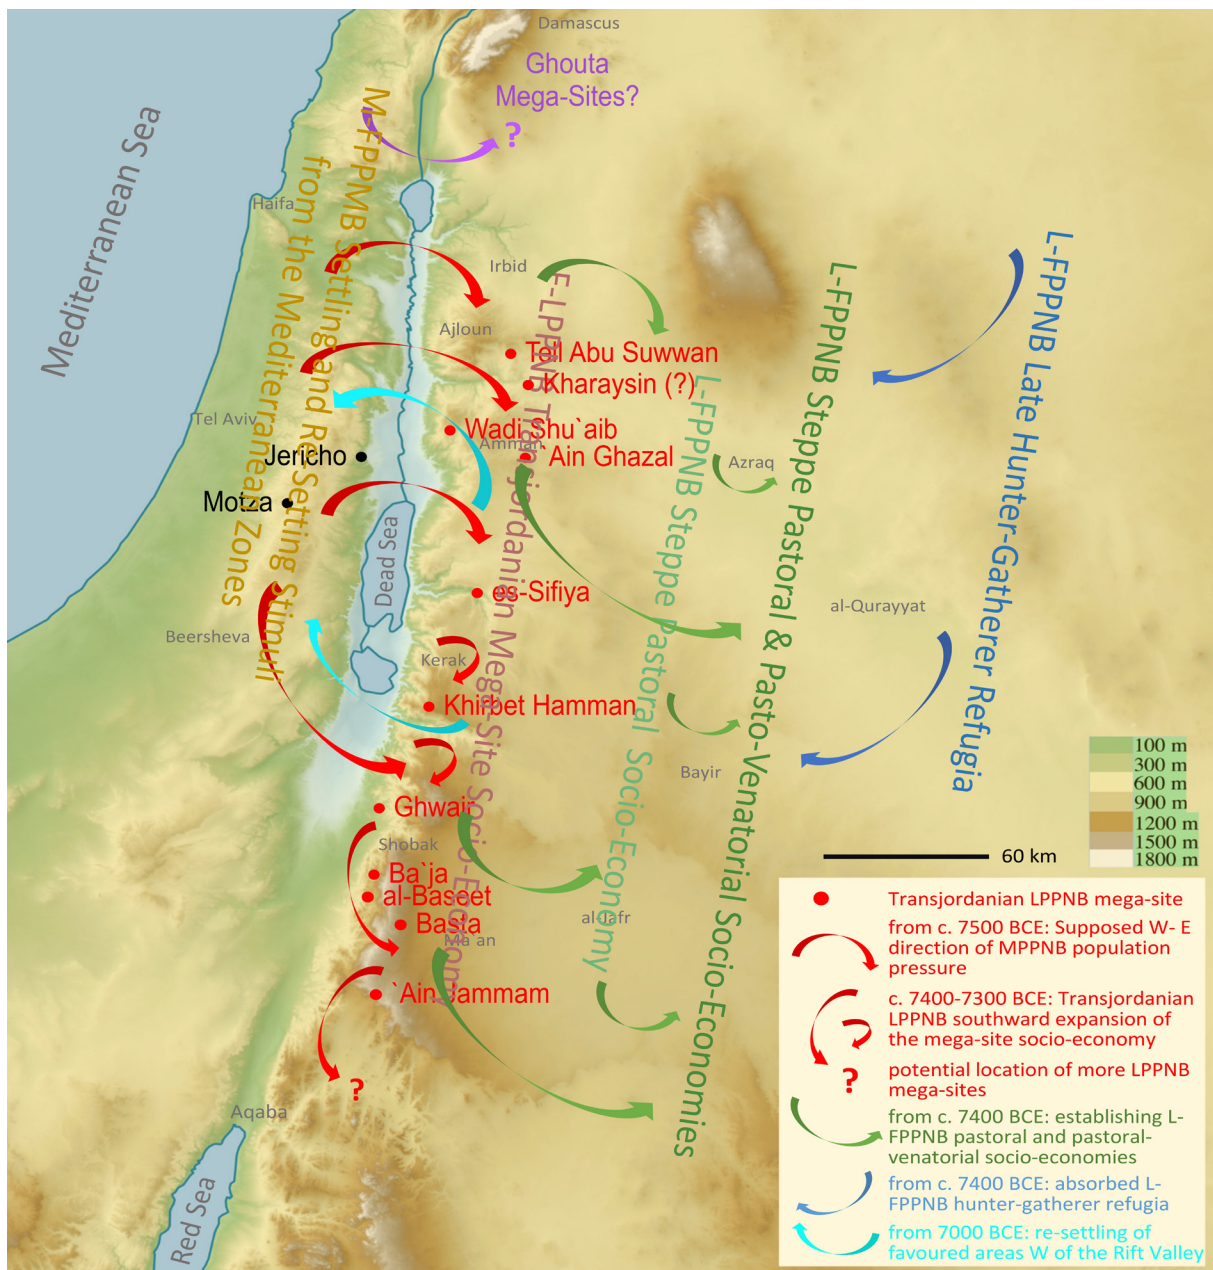 Damascus
Ghouta
Mega-Sites?
?
Mediterranean Sea
M-FPPMB Settling and Re-Setting Stimuli
from the Mediterranean Zones
Haifa
Irbid
Ajloun
Tell Abu Suwwan
Kharaysin (?)
Tel Aviv
Wadi Shu`aib
Amman
`Ain Ghazal
Jericho
Motza
Azraq
Dead Sea
es-Sifiya
al-Qurayyat
Beersheva
Kerak
Khirbet Hamman
Bayir
Ghwair
Shobak
Ba`ja
al-Baseet
Basta
Ma`an
al-Jafr
`Ain Jammam
?
Aqaba
Red Sea
F-LPPNB Transjordanian Mega-Site Socio-Economy
L-FPPNB Steppe Pastoral Socio-Economy
L-FPPNB Steppe Pastoral & Pasto-Venatorial Socio-Economies
L-FPPNB Late Hunter-Gatherer Refugia
100 m
300 m
600 m
900 m
1200 m
1500 m
1800 m
60 km
Transjordanian LPPNB mega-site
from c. 7500 BCE: Supposed W- E
direction of MPPNB population
pressure
c. 7400-7300 BCE: Transjordanian
LPPNB southward expansion of
the mega-site socio-economy
?
potential location of more LPPNB
mega-sites
from c. 7400 BCE: establishing L-
FPPNB pastoral and pastoral-
venatorial socio-economies
from c. 7400 BCE: absorbed L-
FPPNB hunter-gatherer refugia
from 7000 BCE: re-settling of
favoured areas W of the Rift Valley